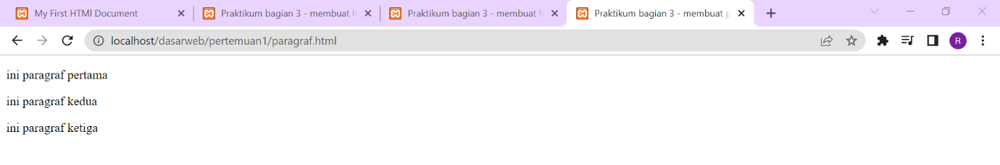 My First HTMl Document
Praktikum bagian 3 - membuat h
Praktikum bagian 3 - membuat h
Praktikum bagian 3 - membuat p
localhost/dasarweb/pertemuan1/paragraf.html
R
ini paragraf pertama
ini paragraf kedua
ini paragraf ketiga